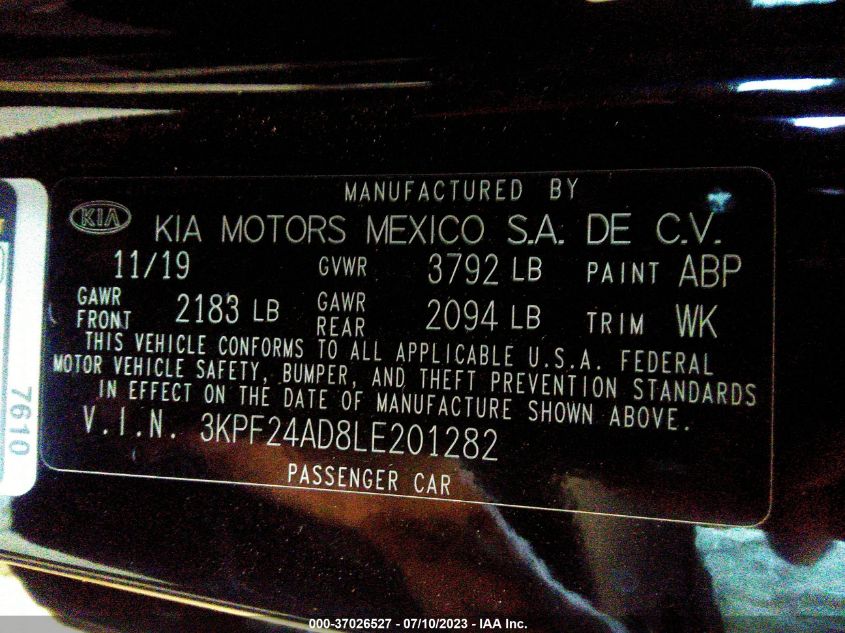 MANUFACTURED BY
KIA KIA MOTORS MEXICO S.A. DE C.V.
11/19 GVWR 3792 LB PAINT ABP
GAWR FRONT 2183 LB GAWR REAR 2094 LB TRIM WK
THIS VEHICLE CONFORMS TO ALL APPLICABLE U.S.A. FEDERAL
MOTOR VEHICLE SAFETY, BUMPER, AND THEFT PREVENTION STANDARDS
IN EFFECT ON THE DATE OF MANUFACTURE SHOWN ABOVE.
V.I.N. 3KPF24AD8LE201282
PASSENGER CAR
7610
000-37026527 - 07/10/2023 - IAA Inc.